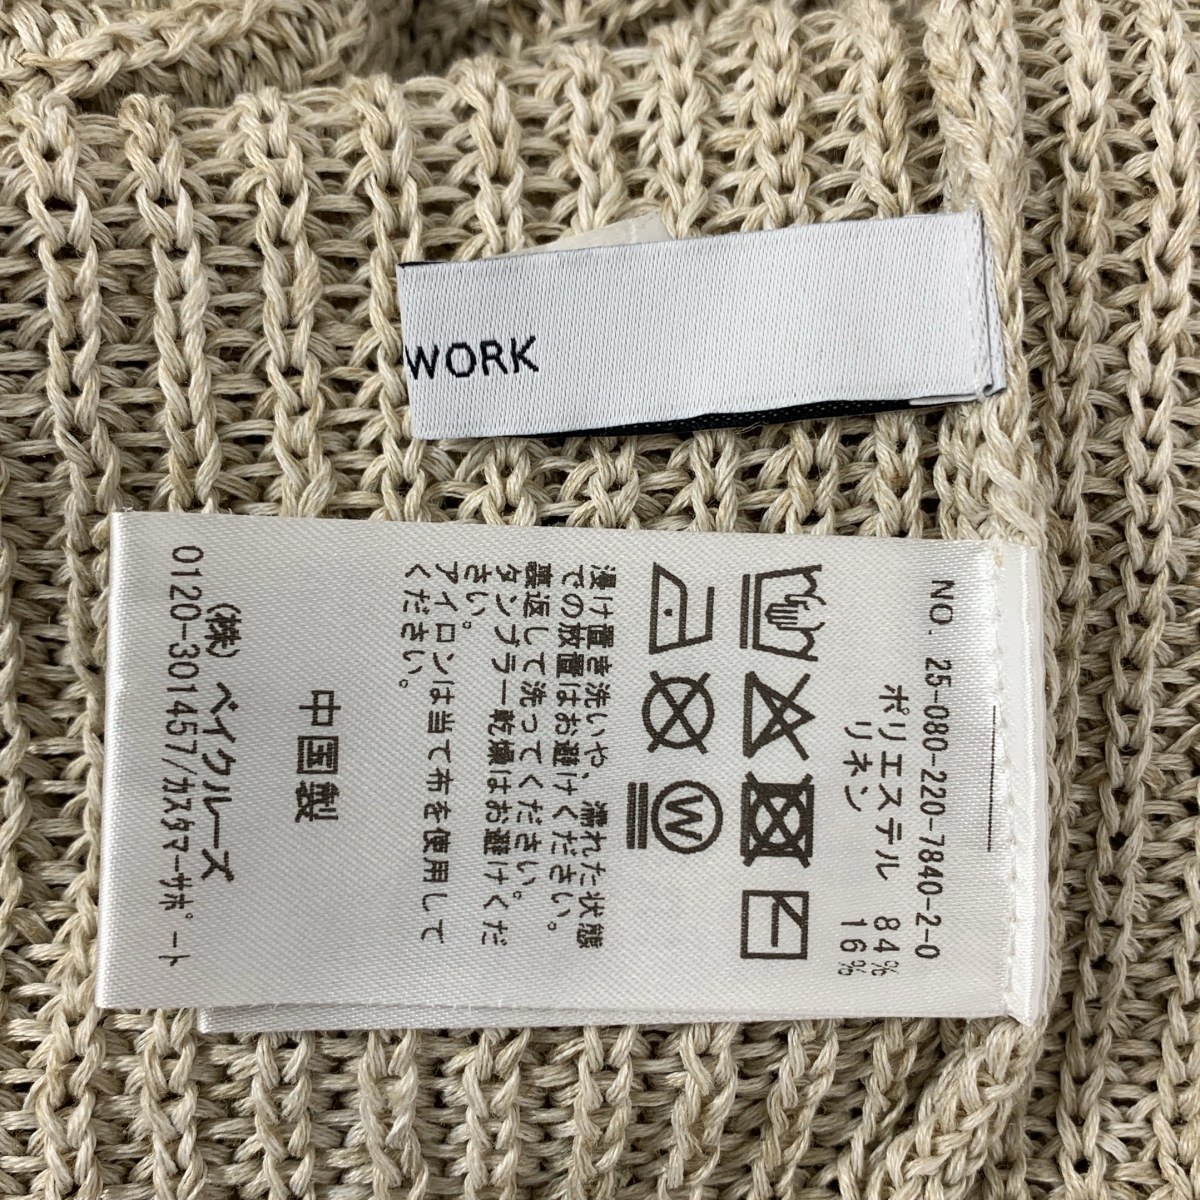 WORK
NO. 25-080-220-7840-2-0
ポリエステル 84%
リネン 16%
W
浸け置き洗いや、濡れた状態
での放置はお避けください。
裏返して洗ってください。
タンブラー乾燥はお避けくだ
さい。
アイロンは当て布を使用して
ください。
中国製
(株) ベイクルーズ
0120-301457/カスタマーサポート